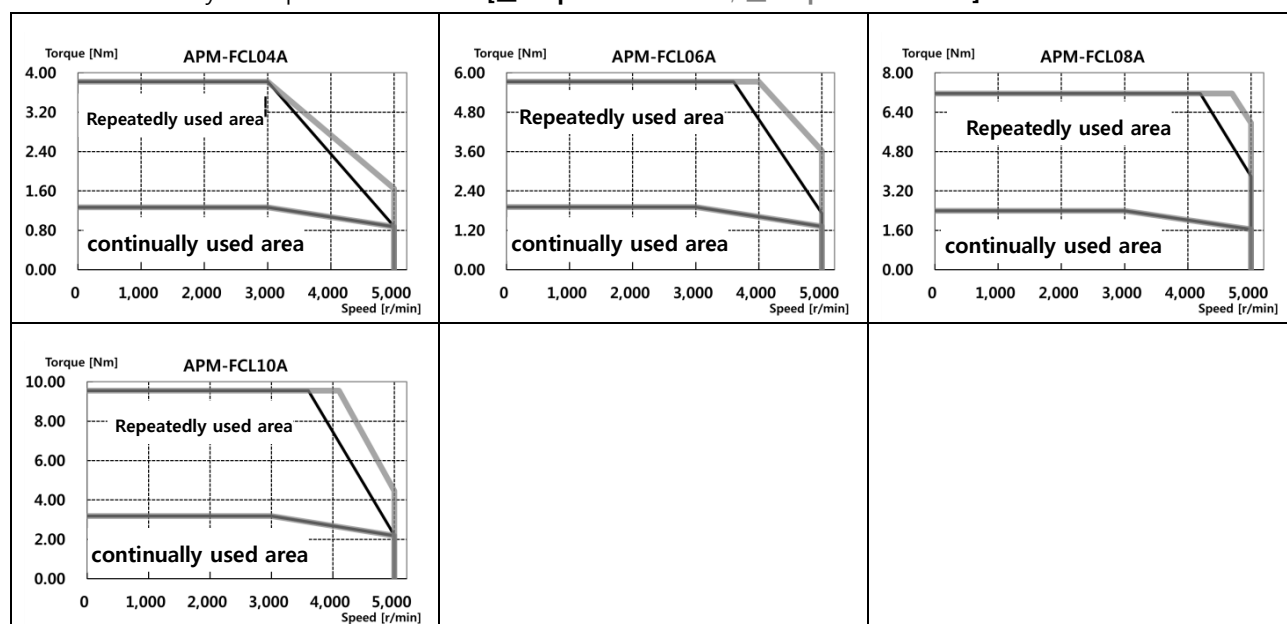 Torque [Nm] APM-FCL04A
4.00
3.20
2.40
1.60
0.80
0.00
Repeatedly used area
continually used area
0 1,000 2,000 3,000 4,000 5,000
Speed [r/min]
Torque [Nm] APM-FCL06A
6.00
4.80
3.60
2.40
1.20
0.00
Repeatedly used area
continually used area
0 1,000 2,000 3,000 4,000 5,000
Speed [r/min]
Torque [Nm] APM-FCL08A
8.00
6.40
4.80
3.20
1.60
0.00
Repeatedly used area
continually used area
0 1,000 2,000 3,000 4,000 5,000
Speed [r/min]
Torque [Nm] APM-FCL10A
10.00
8.00
6.00
4.00
2.00
0.00
Repeatedly used area
continually used area
0 1,000 2,000 3,000 4,000 5,000
Speed [r/min]